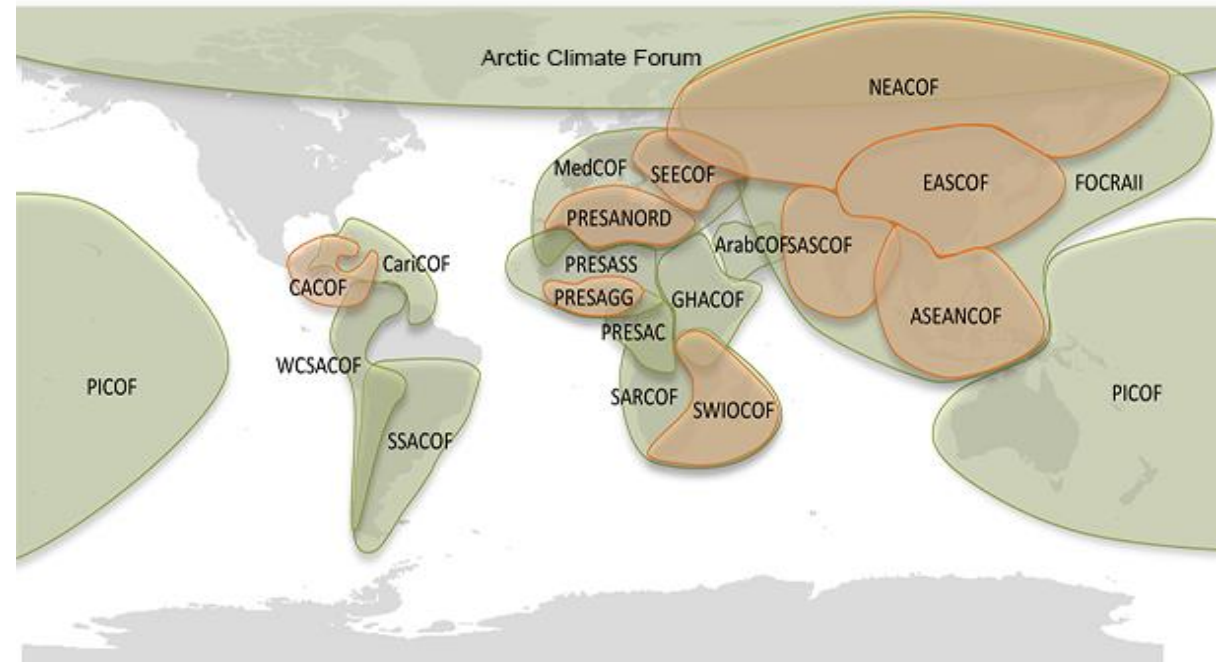 Arctic Climate Forum
NEACOF
MedCOF
SEECOF
EASCOF
FOCRAII
PRESANORD
ArabCOF
SASCOF
CariCOF
PRESASS
CACOF
PRESAGG
GHACOF
ASEANCOF
PRESAC
WCSACOF
PICOF
SARCOF
SWIOCOF
PICOF
SSACOF